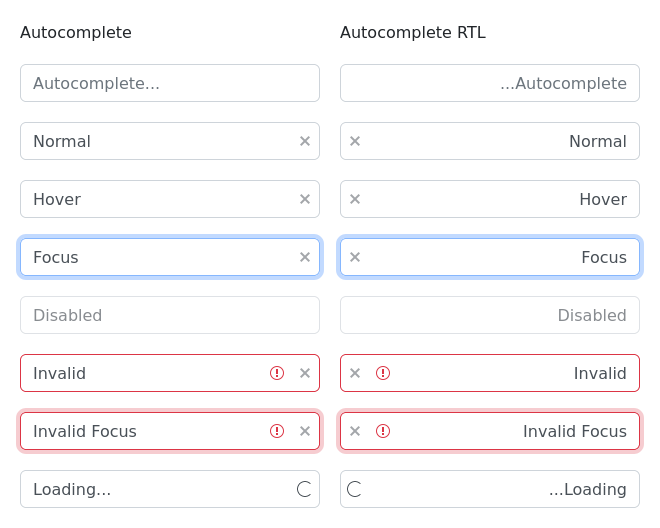 Autocomplete
Autocomplete RTL
Autocomplete...
...Autocomplete
Normal
Normal
Hover
Hover
Focus
Focus
Disabled
Disabled
Invalid
Invalid
Invalid Focus
Invalid Focus
Loading...
...Loading